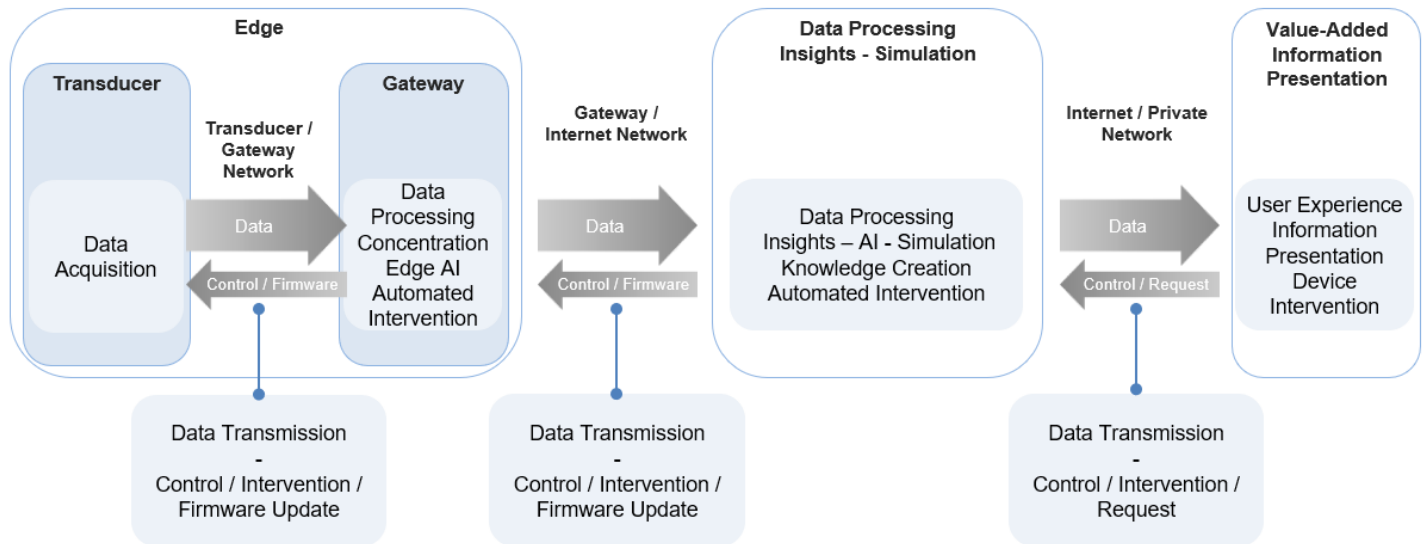 Edge
Transducer
Gateway
Transducer /
Gateway
Network
Data
Acquisition
Data
Control / Firmware
Data
Processing
Concentration
Edge AI
Automated
Intervention
Gateway /
Internet Network
Data
Control / Firmware
Data Processing
Insights - Simulation
Data Processing
Insights – AI - Simulation
Knowledge Creation
Automated Intervention
Internet / Private
Network
Data
Control / Request
Value-Added
Information
Presentation
User Experience
Information
Presentation
Device
Intervention
Data Transmission
-
Control / Intervention /
Firmware Update
Data Transmission
-
Control / Intervention /
Firmware Update
Data Transmission
-
Control / Intervention /
Request